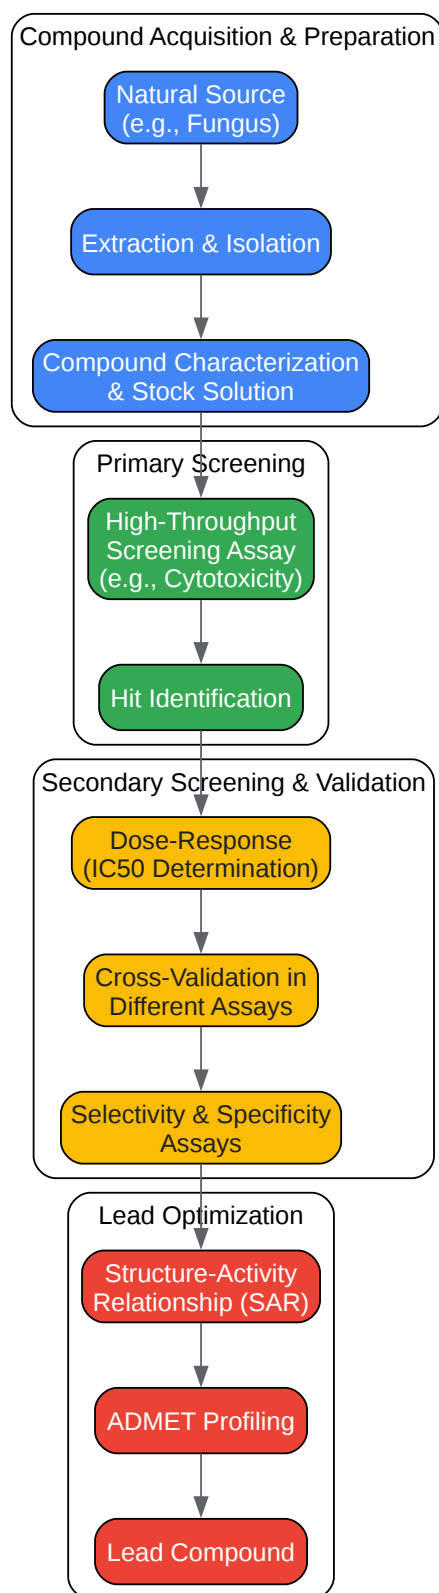 Compound Acquisition & Preparation
Natural Source
(e.g., Fungus)
Extraction & Isolation
Compound Characterization
& Stock Solution
Primary Screening
High-Throughput
Screening Assay
(e.g., Cytotoxicity)
Hit Identification
Secondary Screening & Validation
Dose-Response
(IC50 Determination)
Cross-Validation in
Different Assays
Selectivity & Specificity
Assays
Lead Optimization
Structure-Activity
Relationship (SAR)
ADMET Profiling
Lead Compound